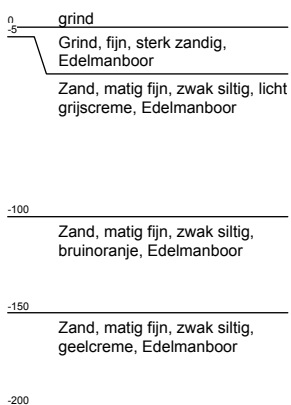 0
grind
-5
Grind, fijn, sterk zandig,
Edelmanboor
Zand, matig fijn, zwak siltig, licht
grijscreme, Edelmanboor
-100
Zand, matig fijn, zwak siltig,
bruinoranje, Edelmanboor
-150
Zand, matig fijn, zwak siltig,
geelcreme, Edelmanboor
-200